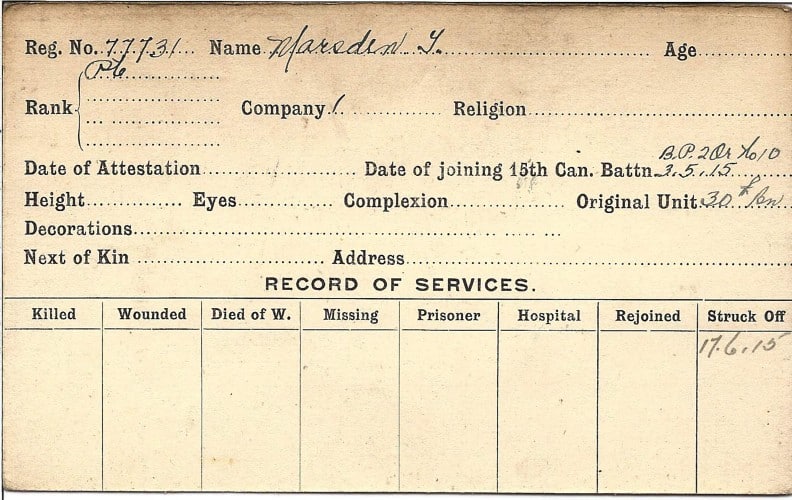 Reg. No. 77731 Name Marsden Y. Age
Pte
Rank Company 1 Religion
B.P. 2 Or No 10
Date of Attestation Date of joining 15th Can. Battn 3.5.15
Height Eyes Complexion Original Unit 30th Bn
Decorations
Next of Kin Address
RECORD OF SERVICES.
Killed Wounded Died of W. Missing Prisoner Hospital Rejoined Struck Off
17.6.15